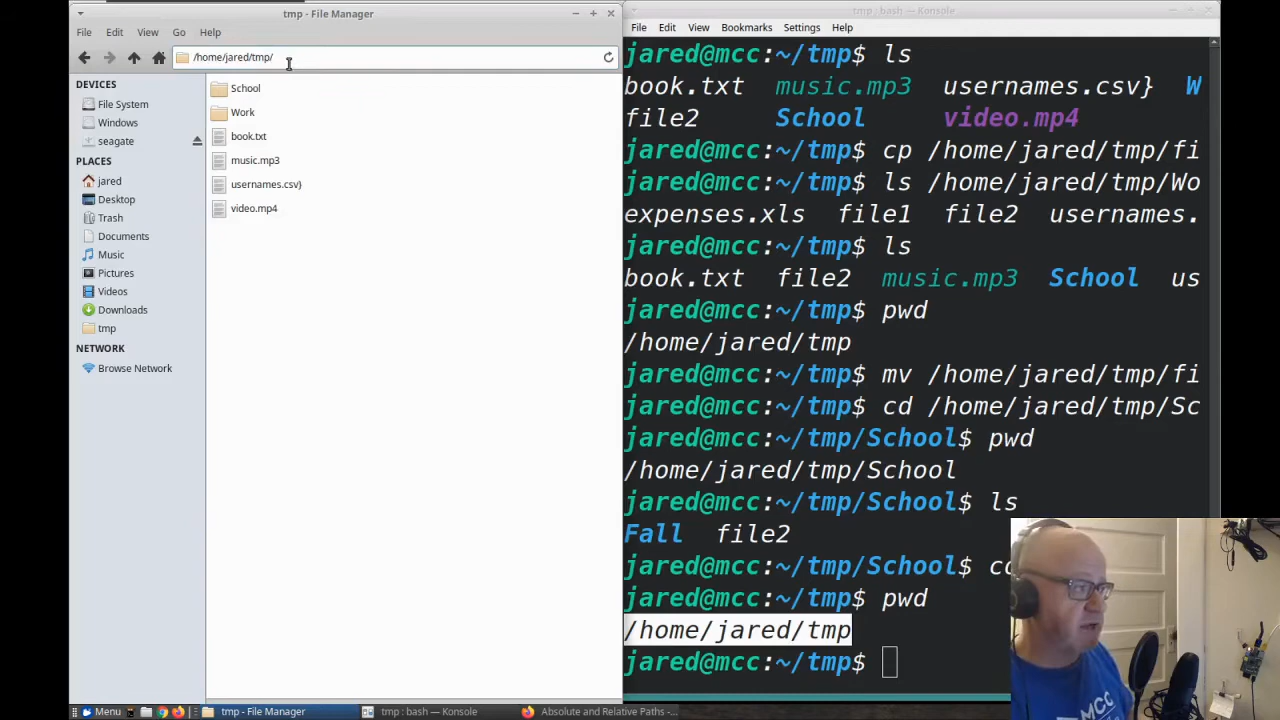 tmp - File Manager
File Edit View Go Help
/home/jared/tmp/
DEVICES
File System
Windows
seagate
PLACES
jared
Desktop
Trash
Documents
Music
Pictures
Videos
Downloads
tmp
NETWORK
Browse Network
School
Work
book.txt
music.mp3
usernames.csv}
video.mp4
tmp : bash — Konsole
File Edit View Bookmarks Settings Help
jared@mcc:~/tmp$ ls
book.txt music.mp3 usernames.csv} W
file2 School video.mp4
jared@mcc:~/tmp$ cp /home/jared/tmp/fi
jared@mcc:~/tmp$ ls /home/jared/tmp/Wo
expenses.xls file1 file2 usernames.
jared@mcc:~/tmp$ ls
book.txt file2 music.mp3 School us
jared@mcc:~/tmp$ pwd
/home/jared/tmp
jared@mcc:~/tmp$ mv /home/jared/tmp/fi
jared@mcc:~/tmp$ cd /home/jared/tmp/Sc
jared@mcc:~/tmp/School$ pwd
/home/jared/tmp/School
jared@mcc:~/tmp/School$ ls
Fall file2
jared@mcc:~/tmp/School$
jared@mcc:~/tmp$ pwd
/home/jared/tmp
jared@mcc:~/tmp$
MCC
Menu
tmp - File Manager
tmp : bash — Konsole
Absolute and Relative Paths -...